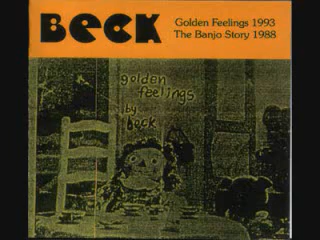 BECK
Golden Feelings 1993
The Banjo Story 1988
golden
feelings
by
beck